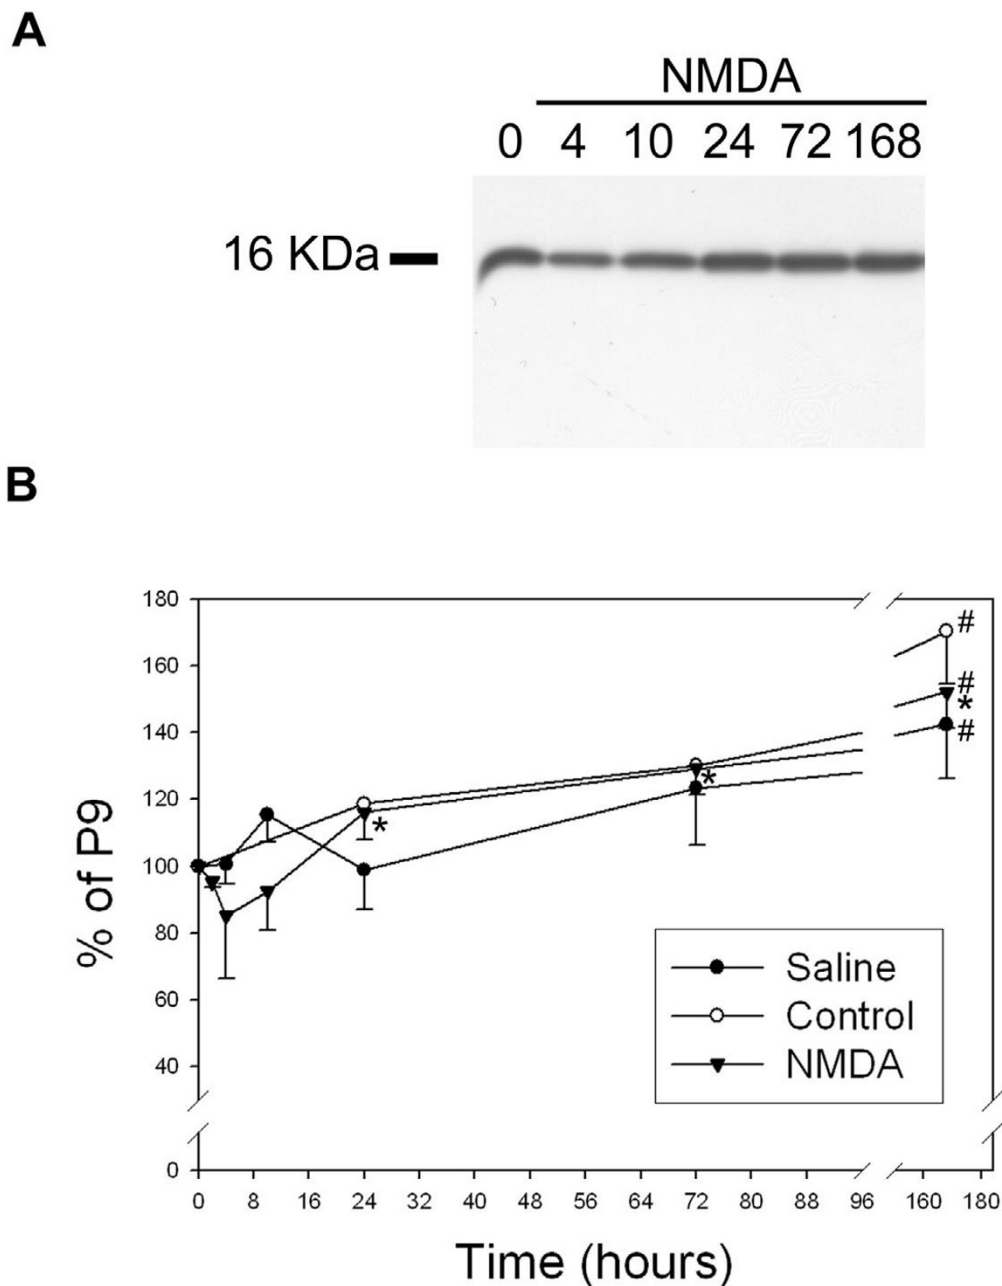 A
NMDA
0 4 10 24 72 168
16 KDa
B
180
160
140
120
100
80
60
40
0
% of P9
#
#
*
#
*
*
Saline
Control
NMDA
0 8 16 24 32 40 48 56 64 72 80 88 96 160 180
Time (hours)